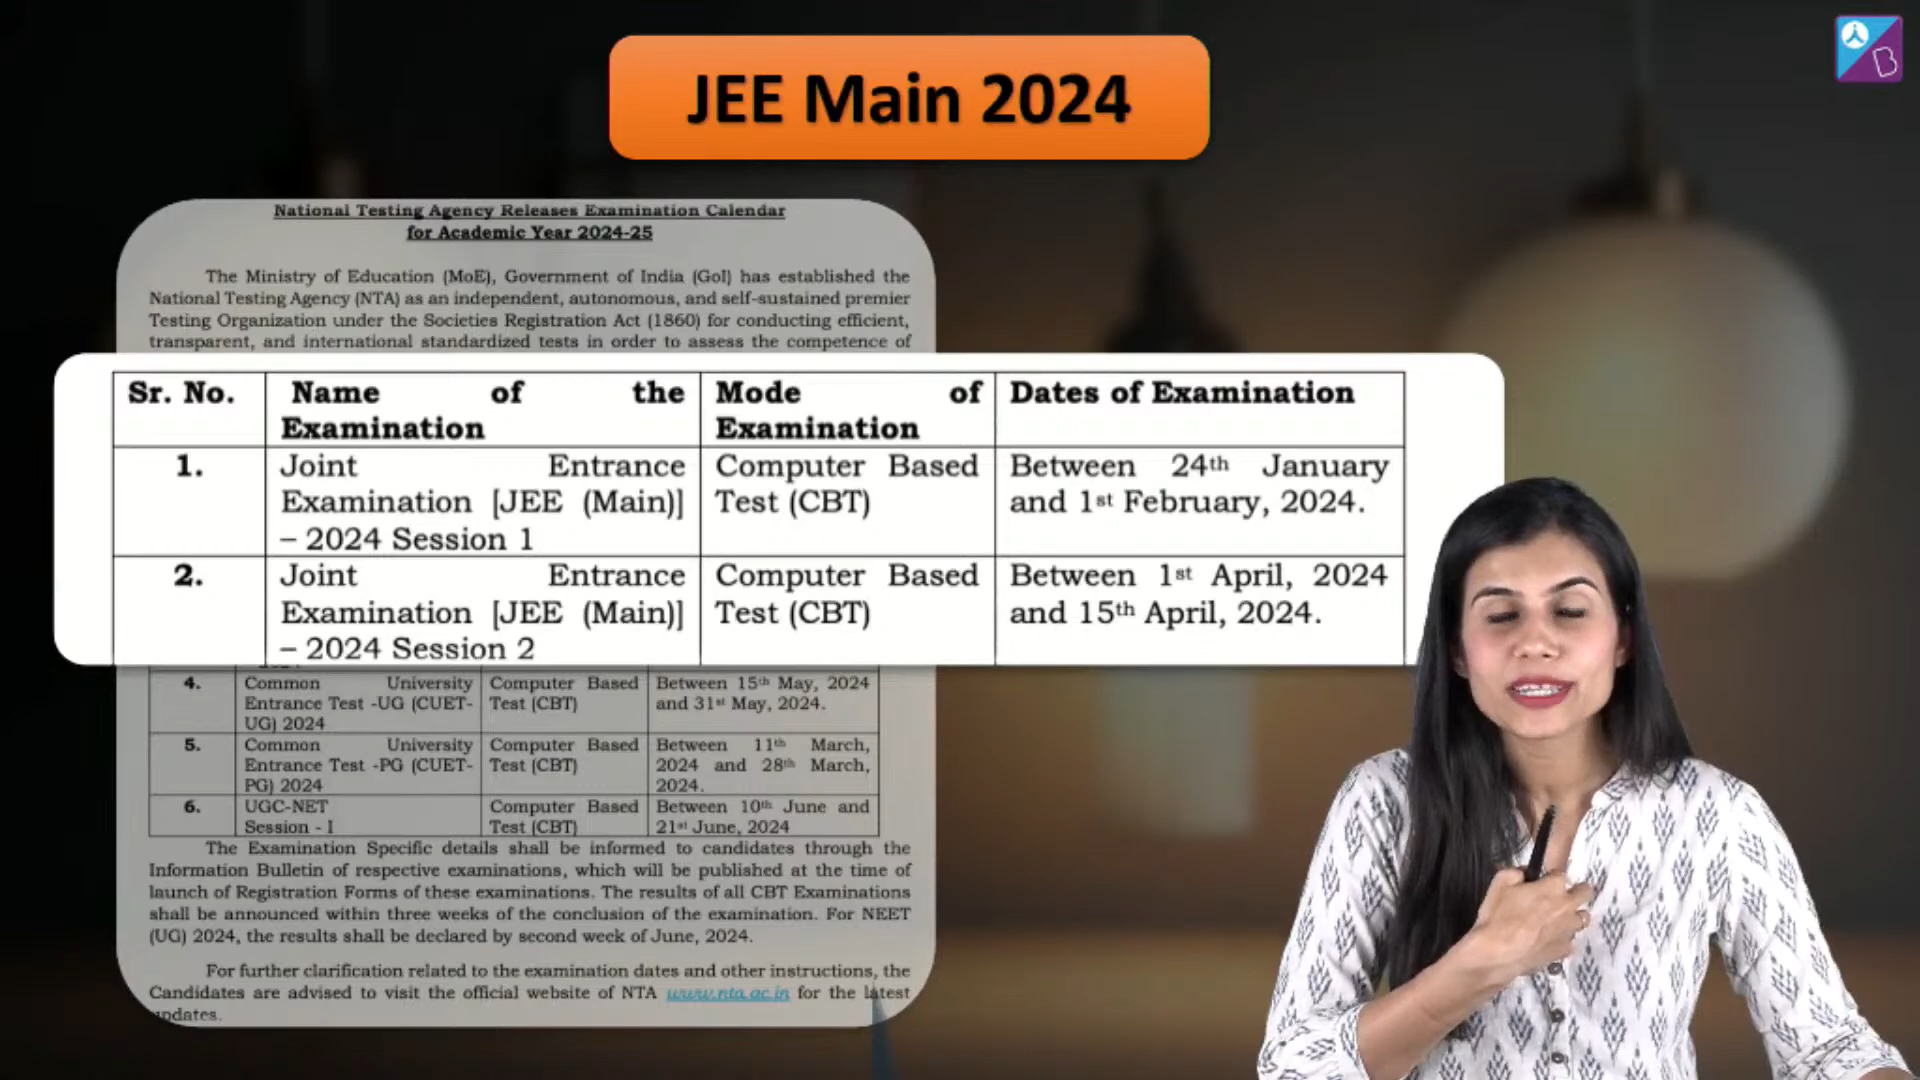 JEE Main 2024
B
National Testing Agency Releases Examination Calendar
for Academic Year 2024-25
The Ministry of Education (MoE), Government of India (GoI) has established the
National Testing Agency (NTA) as an independent, autonomous, and self-sustained premier
Testing Organization under the Societies Registration Act (1860) for conducting efficient,
transparent, and international standardized tests in order to assess the competence of
Sr. No. Name of the Mode of Dates of Examination
Examination Examination
1. Joint Entrance Computer Based Between 24th January
Examination [JEE (Main)] Test (CBT) and 1st February, 2024.
– 2024 Session 1
2. Joint Entrance Computer Based Between 1st April, 2024
Examination [JEE (Main)] Test (CBT) and 15th April, 2024.
– 2024 Session 2
4. Common University Computer Based Between 15th May, 2024
Entrance Test -UG (CUET- Test (CBT) and 31st May, 2024.
UG) 2024
5. Common University Computer Based Between 11th March,
Entrance Test -PG (CUET- Test (CBT) 2024 and 28th March,
PG) 2024 2024.
6. UGC-NET Computer Based Between 10th June and
Session - I Test (CBT) 21st June, 2024
The Examination Specific details shall be informed to candidates through the
Information Bulletin of respective examinations, which will be published at the time of
launch of Registration Forms of these examinations. The results of all CBT Examinations
shall be announced within three weeks of the conclusion of the examination. For NEET
(UG) 2024, the results shall be declared by second week of June, 2024.
For further clarification related to the examination dates and other instructions, the
Candidates are advised to visit the official website of NTA www.nta.ac.in for the latest
updates.